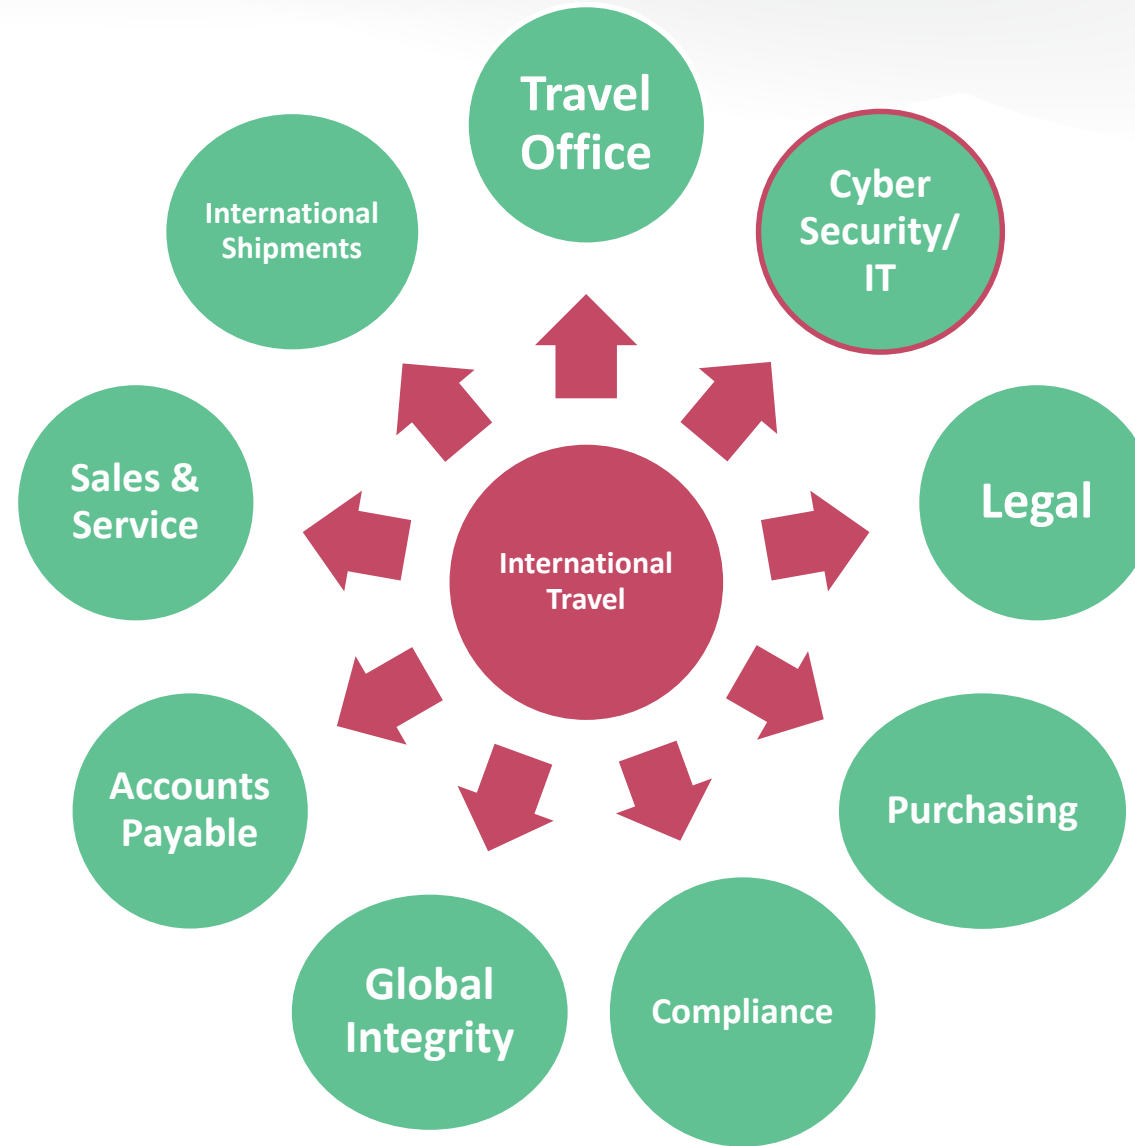 Travel
Office
Cyber
Security/
IT
Legal
Purchasing
Compliance
Global
Integrity
Accounts
Payable
Sales &
Service
International
Shipments
International
Travel